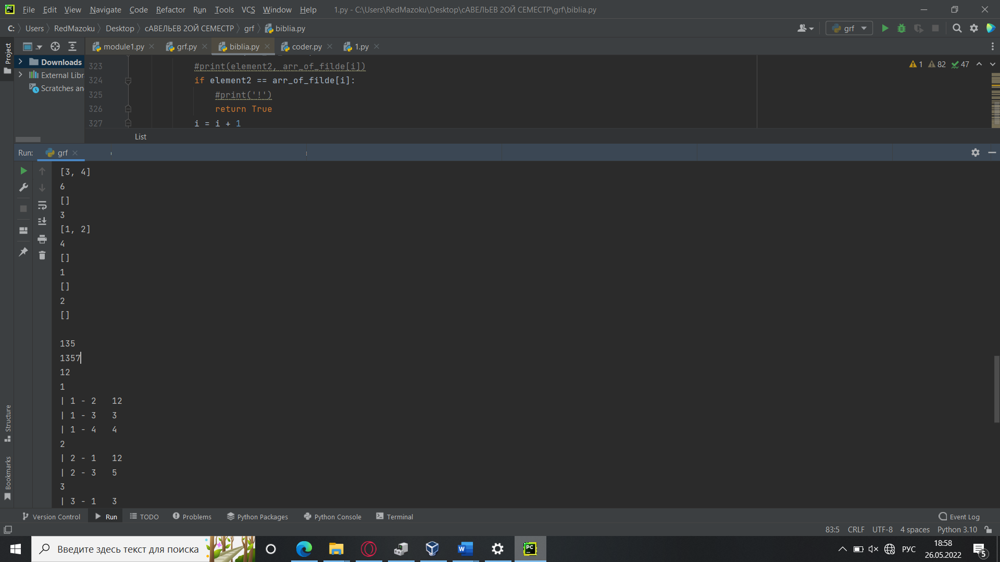 PC File Edit View Navigate Code Refactor Run Tools VCS Window Help 1.py - C:\Users\RedMazoku\Desktop\сАВЕЛЬЕВ 2ОЙ СЕМЕСТР\grf\biblia.py
C: Users RedMazoku Desktop сАВЕЛЬЕВ 2ОЙ СЕМЕСТР grf biblia.py grf
Project
module1.py grf.py biblia.py coder.py 1.py
Downloads
External Libr
Scratches an
323 #print(element2, arr_of_filde[i])
324 if element2 == arr_of_filde[i]:
325 #print('!')
326 return True
327 i = i + 1
1 82 47
List
Run: grf
[3, 4]
6
[]
3
[1, 2]
4
[]
1
[]
2
[]
135
1357
12
1
| 1 - 2 12
| 1 - 3 3
| 1 - 4 4
2
| 2 - 1 12
| 2 - 3 5
3
| 3 - 1 3
Structure
Bookmarks
Version Control Run TODO Problems Python Packages Python Console Terminal Event Log
83:5 CRLF UTF-8 4 spaces Python 3.10
Введите здесь текст для поиска
W
PC
РУС
18:58
26.05.2022
5